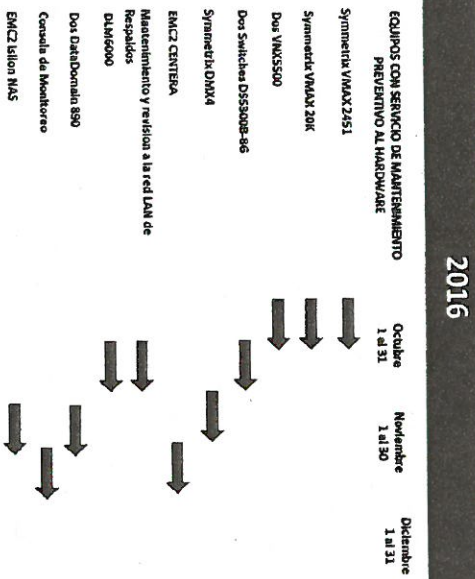 2016
EQUIPOS CON SERVICIO DE MANTENIMIENTO
PREVENTIVO AL HARDWARE
Octubre
1 al 31
Noviembre
1 al 30
Diciembre
1 al 31
Symmetrix VMAX 2451
Symmetrix VMAX 20K
Dos VNX5500
Dos Switches DS5300B-8G
Symmetrix DMX4
EMC2 CENTERA
Mantenimiento y revision a la red LAN de
Respaldos
DLM6000
Dos DataDomain 890
Consola de Monitoreo
EMC2 Isilon NAS